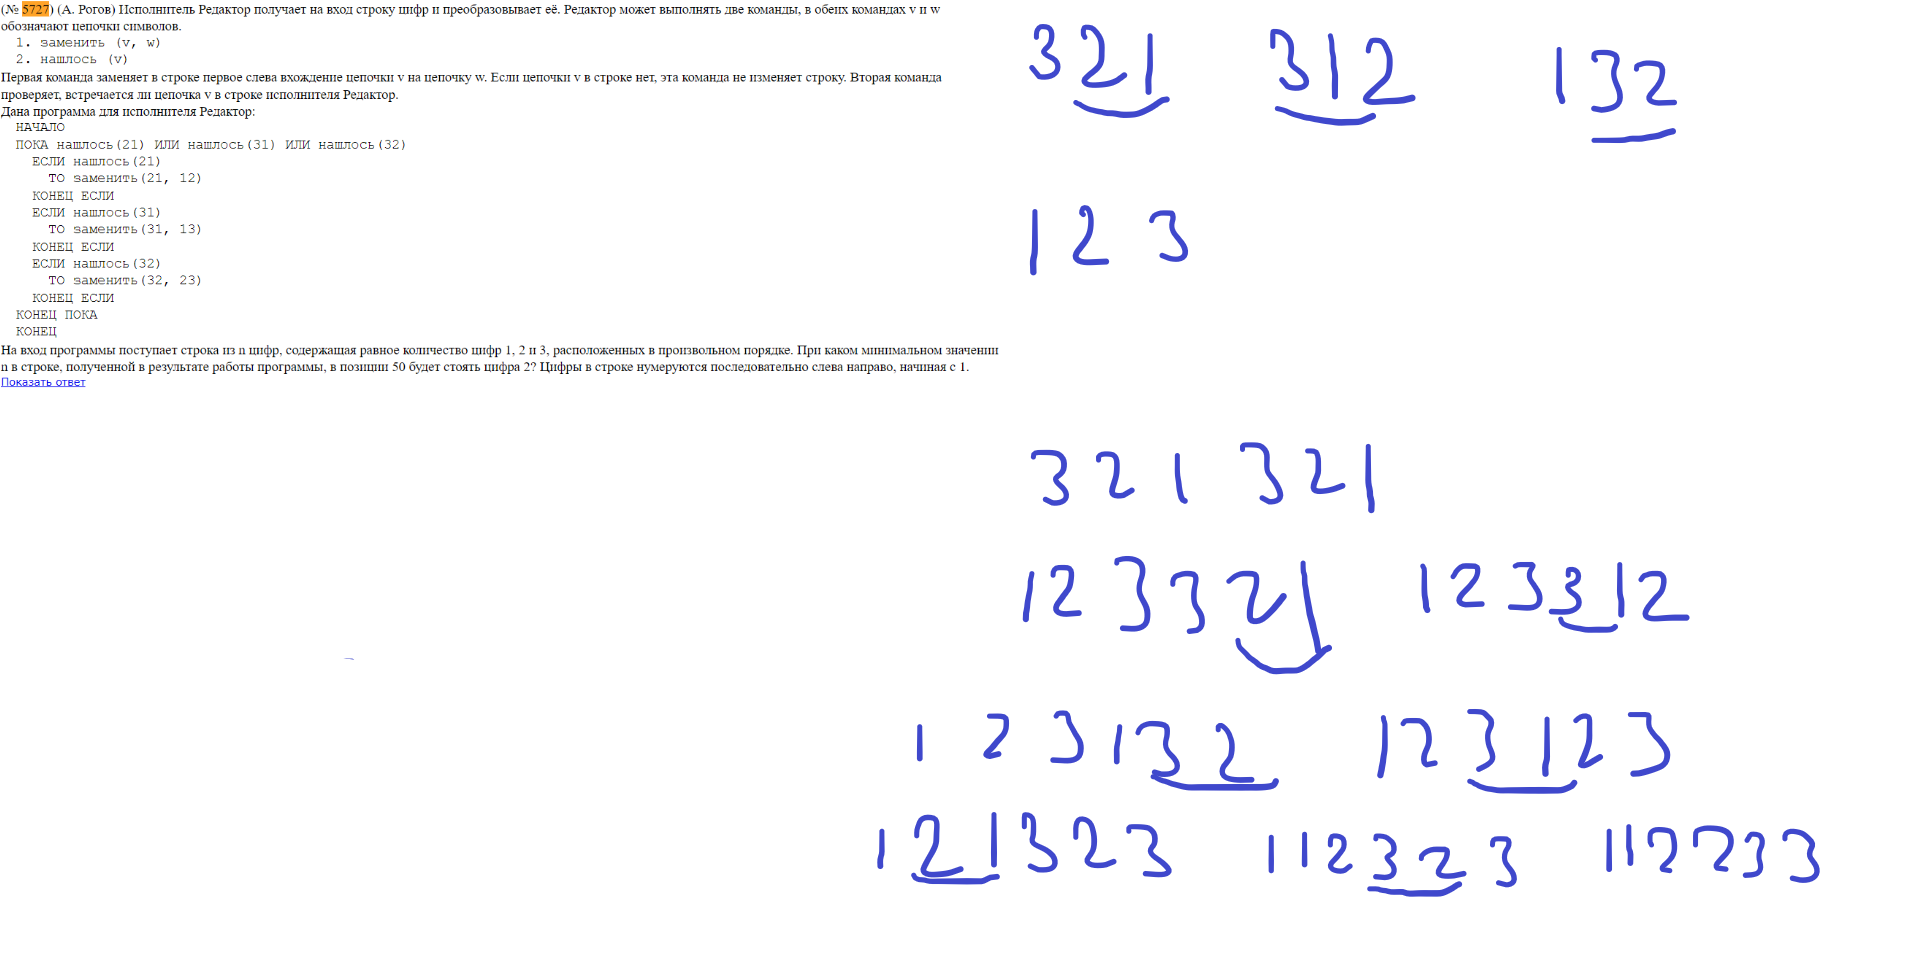 (№ 5727) (А. Рогов) Исполнитель Редактор получает на вход строку цифр и преобразовывает её. Редактор может выполнять две команды, в обеих командах v и w
обозначают цепочки символов.
1. заменить (v, w)
2. нашлось (v)
Первая команда заменяет в строке первое слева вхождение цепочки v на цепочку w. Если цепочки v в строке нет, эта команда не изменяет строку. Вторая команда
проверяет, встречается ли цепочка v в строке исполнителя Редактор.
Дана программа для исполнителя Редактор:
НАЧАЛО
ПОКА нашлось(21) ИЛИ нашлось(31) ИЛИ нашлось(32)
ЕСЛИ нашлось(21)
ТО заменить(21, 12)
КОНЕЦ ЕСЛИ
ЕСЛИ нашлось(31)
ТО заменить(31, 13)
КОНЕЦ ЕСЛИ
ЕСЛИ нашлось(32)
ТО заменить(32, 23)
КОНЕЦ ЕСЛИ
КОНЕЦ ПОКА
КОНЕЦ
На вход программы поступает строка из n цифр, содержащая равное количество цифр 1, 2 и 3, расположенных в произвольном порядке. При каком минимальном значении
n в строке, полученной в результате работы программы, в позиции 50 будет стоять цифра 2? Цифры в строке нумеруются последовательно слева направо, начиная с 1.
Показать ответ
321 312 132
123
321321
123321 123312
123132 123123
121323 112323 112233